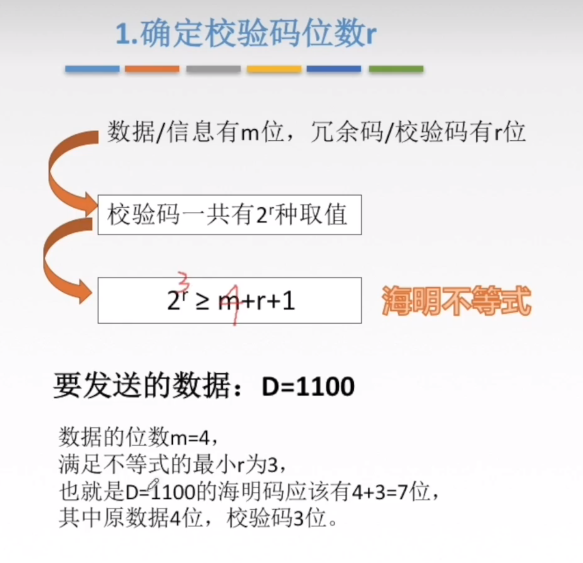 1.确定校验码位数r
数据/信息有m位，冗余码/校验码有r位
校验码一共有2ʳ种取值
3
2ʳ ≥ m+r+1
4
海明不等式
要发送的数据：D=1100
数据的位数m=4，
满足不等式的最小r为3，
也就是D=1100的海明码应该有4+3=7位，
其中原数据4位，校验码3位。